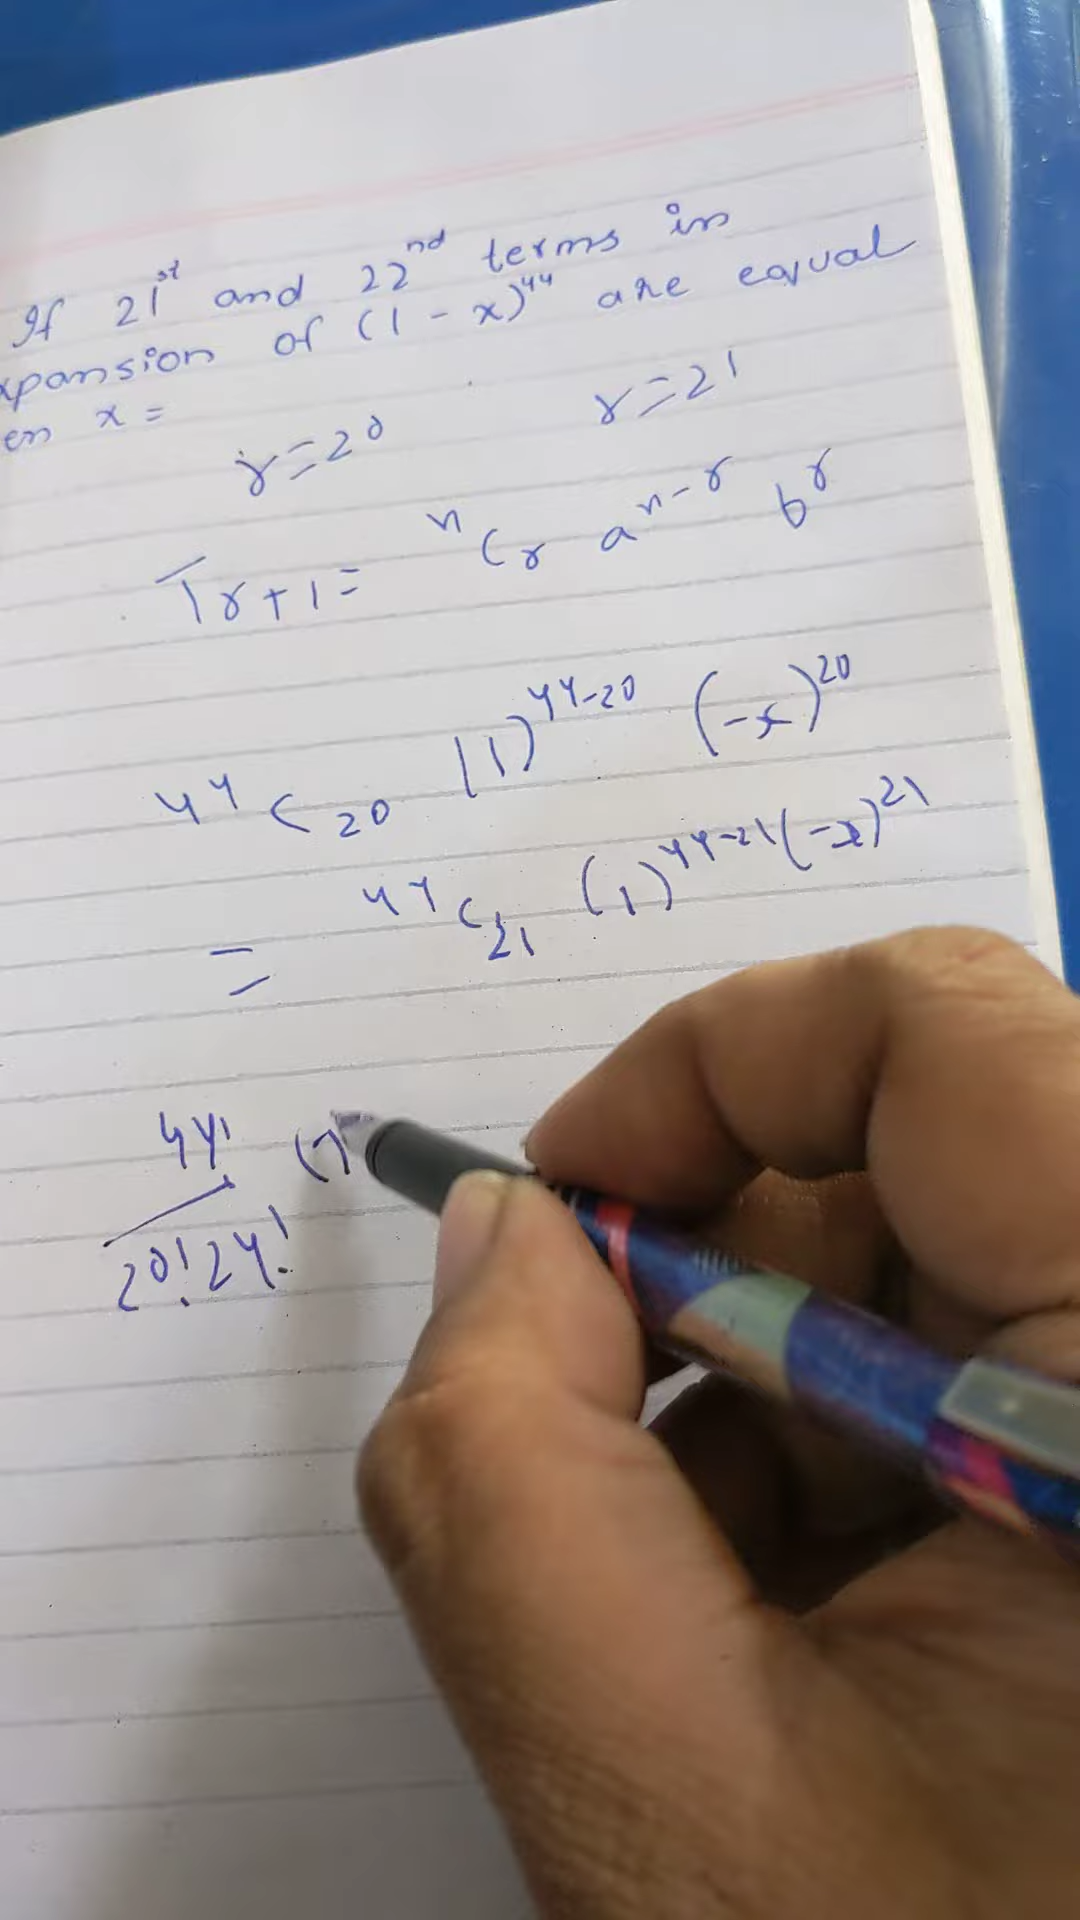 If 21st and 22nd terms in
xpansion of (1 - x)^44 are equal
en x =
r = 20 r = 21
Tr+1 = nCr a^n-r b^r
44C20 (1)^44-20 (-x)^20
= 44C21 (1)^44-21 (-x)^21
44! (1
20! 24!